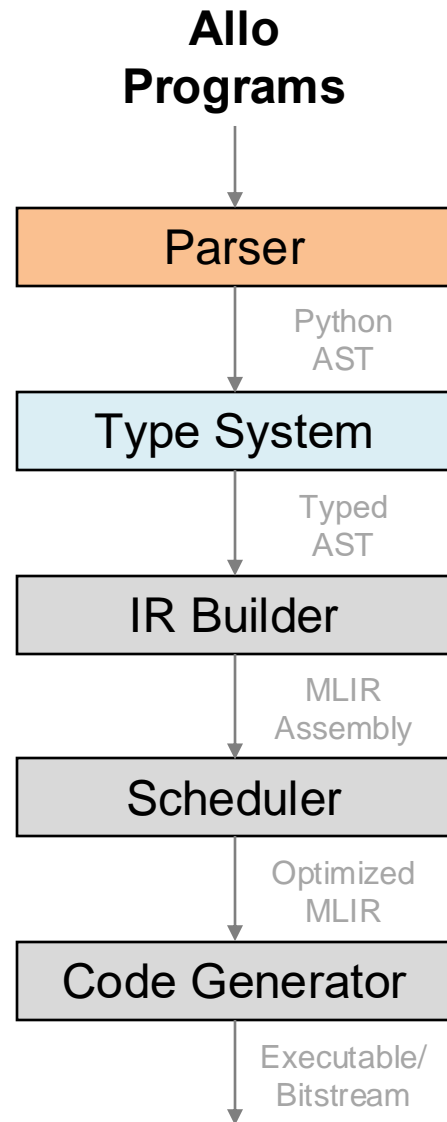 Allo
Programs
Parser
Python
AST
Type System
Typed
AST
IR Builder
MLIR
Assembly
Scheduler
Optimized
MLIR
Code Generator
Executable/
Bitstream